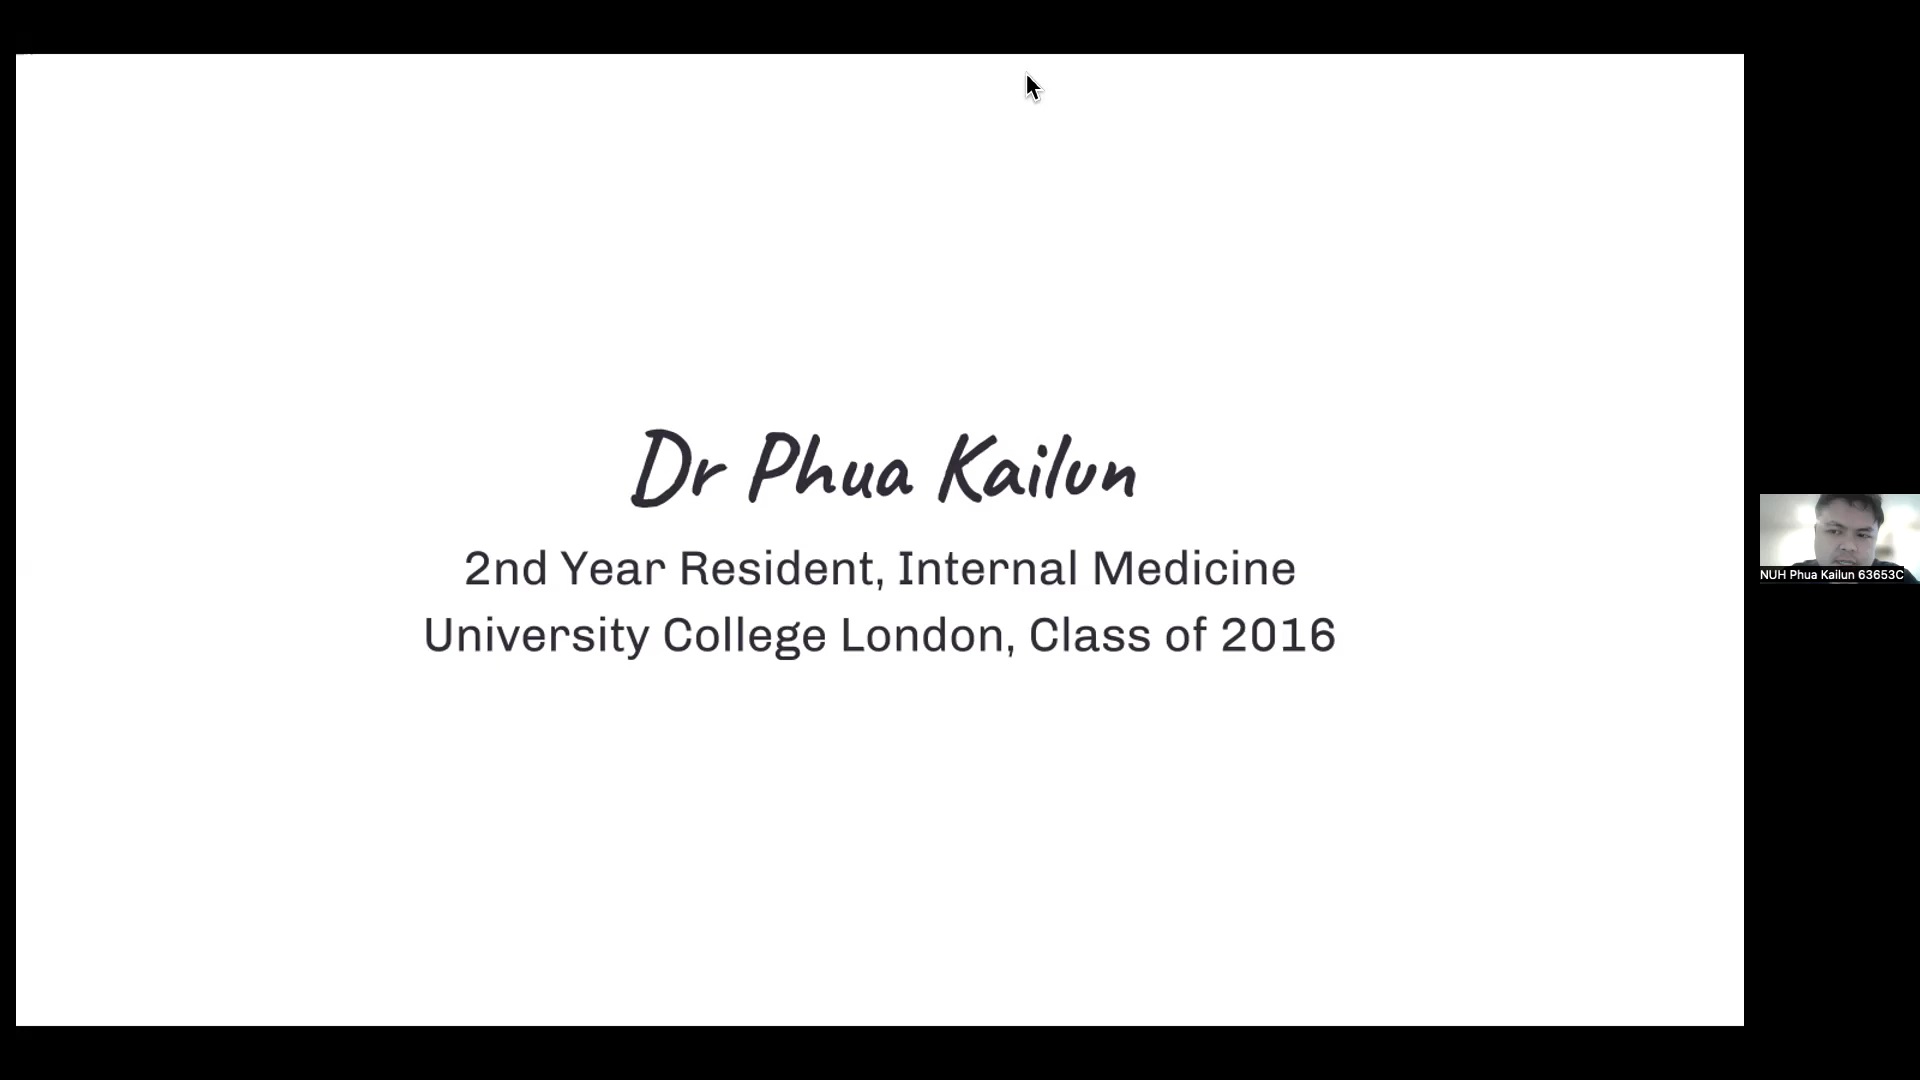 Dr Phua Kailun
2nd Year Resident, Internal Medicine
University College London, Class of 2016
NUH Phua Kailun 63653C